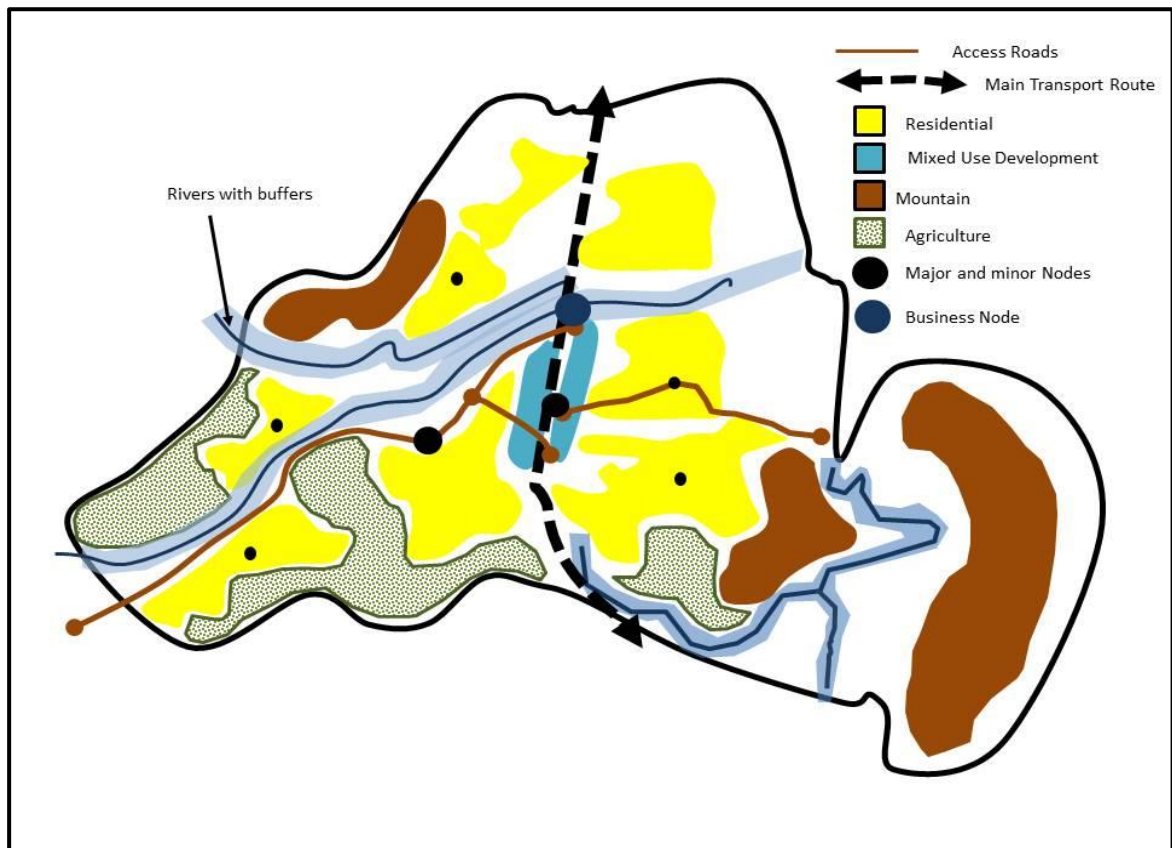 Access Roads
Main Transport Route
Residential
Mixed Use Development
Mountain
Agriculture
Major and minor Nodes
Business Node
Rivers with buffers